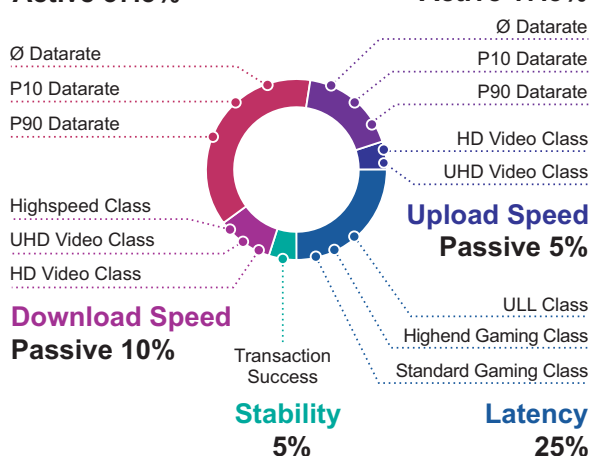 Ø Datarate
P10 Datarate
P90 Datarate
Ø Datarate
P10 Datarate
P90 Datarate
HD Video Class
UHD Video Class
Upload Speed
Passive 5%
Highspeed Class
UHD Video Class
HD Video Class
Download Speed
Passive 10%
Transaction
Success
Stability
5%
ULL Class
Highend Gaming Class
Standard Gaming Class
Latency
25%